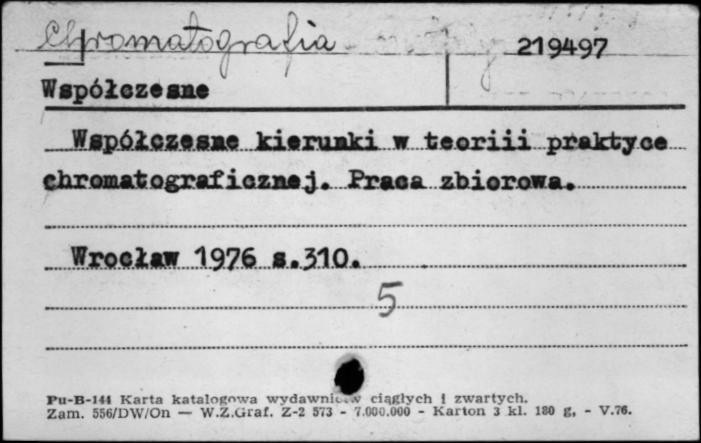 Chromatografia
219497
Współczesne
Współczesne kierunki w teoriii praktyce
chromatograficznej. Praca zbiorowa.
Wrocław 1976 s.310.
5
Pu-B-144 Karta katalogowa wydawnictw ciągłych i zwartych.
Zam. 556/DW/On — W.Z.Graf. Z-2 573 - 7.000.000 - Karton 3 kl. 180 g, - V.76.